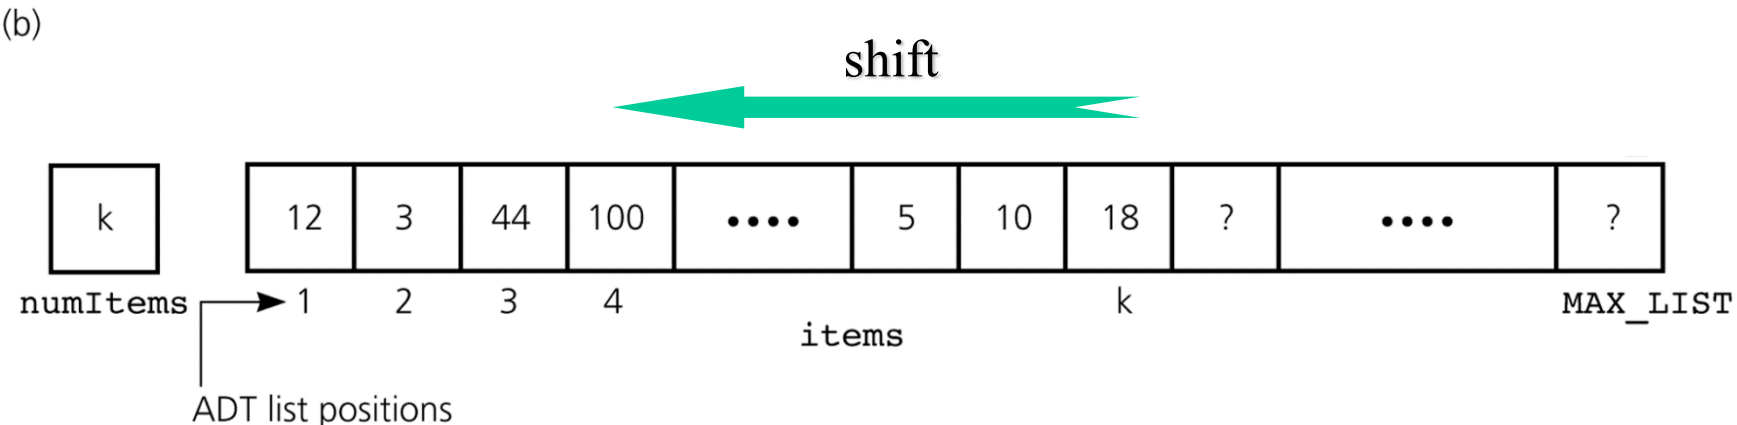 (b)
shift
k 12 3 44 100 •••• 5 10 18 ? •••• ?
numItems 1 2 3 4 k MAX_LIST
items
ADT list positions